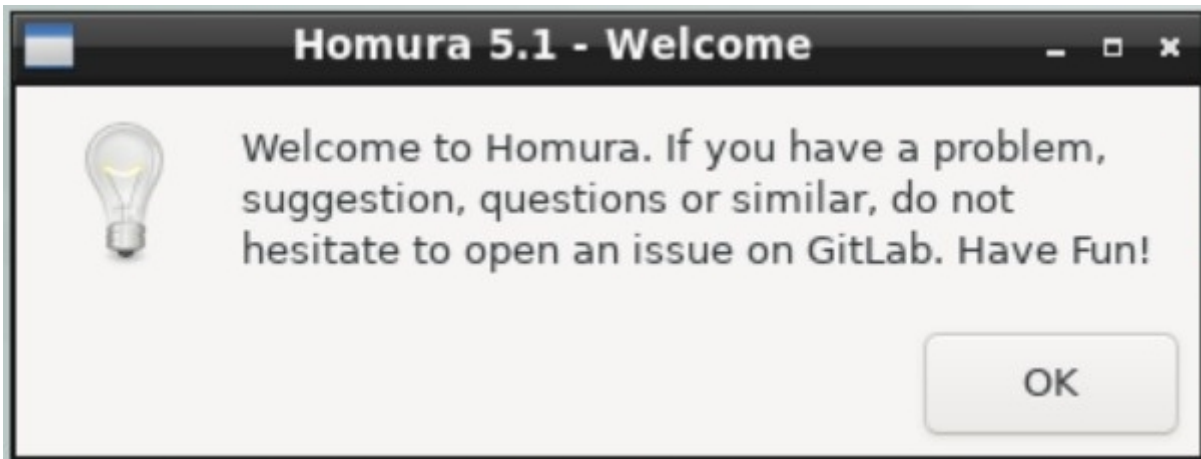 Homura 5.1 - Welcome
Welcome to Homura. If you have a problem,
suggestion, questions or similar, do not
hesitate to open an issue on GitLab. Have Fun!
OK